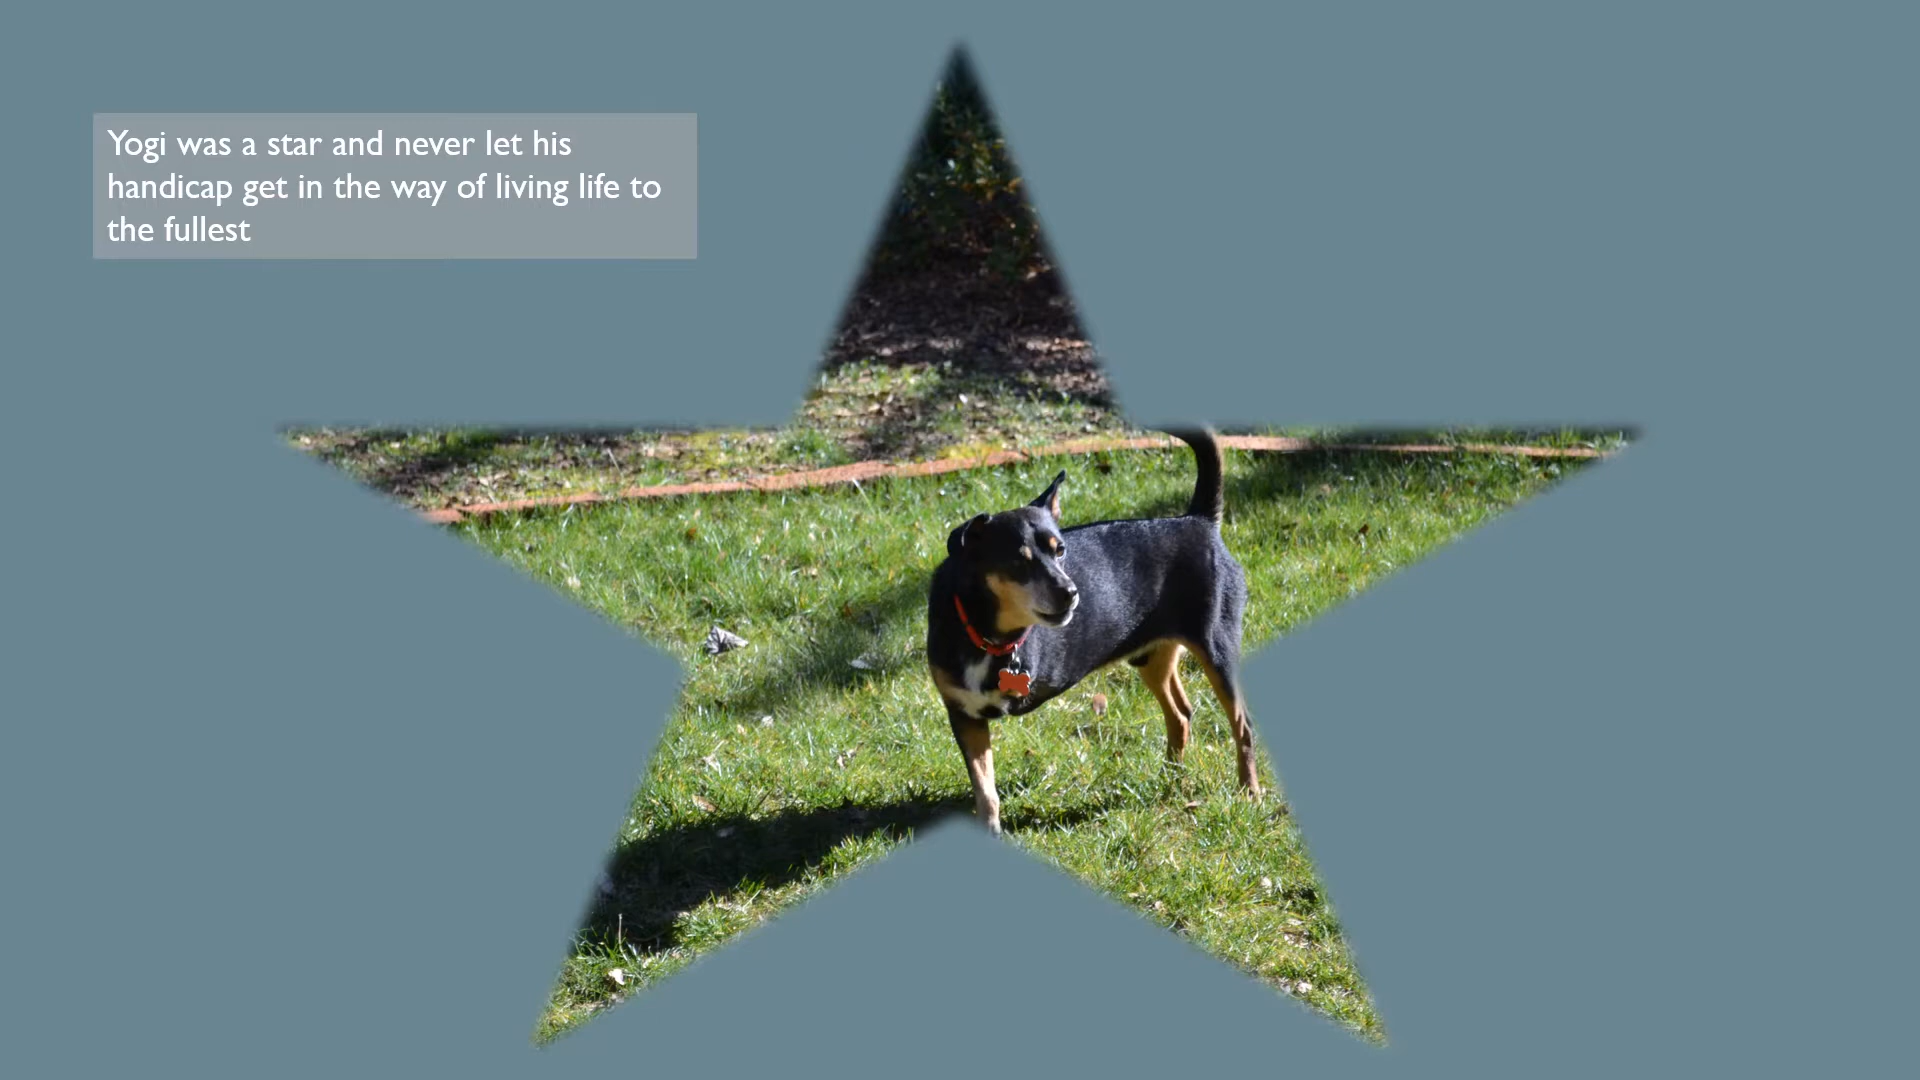 Yogi was a star and never let his
handicap get in the way of living life to
the fullest